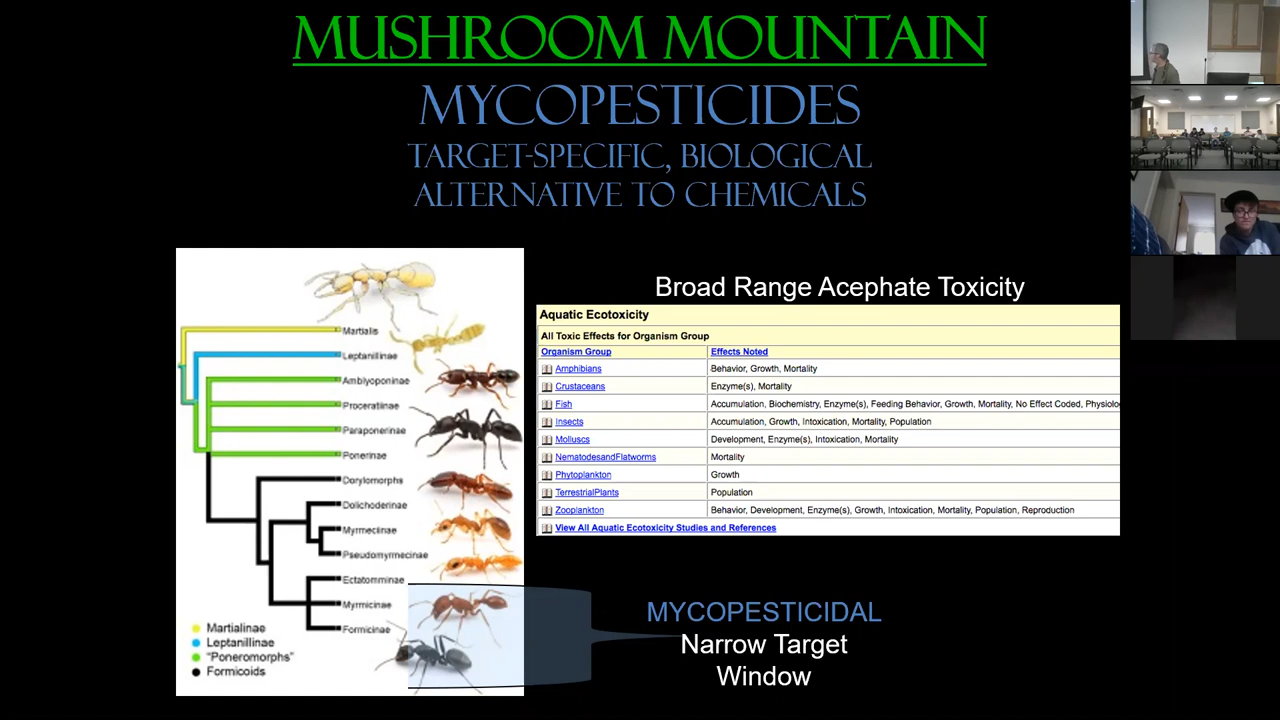 MUSHROOM MOUNTAIN
MYCOPESTICIDES
TARGET-SPECIFIC, BIOLOGICAL
ALTERNATIVE TO CHEMICALS
Martialis
Leptanillinae
Amblyoponinae
Proceratiinae
Paraponerinae
Ponerinae
Dorylomorphs
Dolichoderinae
Myrmeciinae
Pseudomyrmecinae
Ectatomminae
Myrmicinae
Formicinae
Martialinae
Leptanillinae
"Poneromorphs"
Formicoids
Broad Range Acephate Toxicity
Aquatic Ecotoxicity
All Toxic Effects for Organism Group
Organism Group Effects Noted
Amphibians Behavior, Growth, Mortality
Crustaceans Enzyme(s), Mortality
Fish Accumulation, Biochemistry, Enzyme(s), Feeding Behavior, Growth, Mortality, No Effect Coded, Physiolo
Insects Accumulation, Growth, Intoxication, Mortality, Population
Molluscs Development, Enzyme(s), Intoxication, Mortality
NematodesandFlatworms Mortality
Phytoplankton Growth
TerrestrialPlants Population
Zooplankton Behavior, Development, Enzyme(s), Growth, Intoxication, Mortality, Population, Reproduction
View All Aquatic Ecotoxicity Studies and References
MYCOPESTICIDAL
Narrow Target
Window